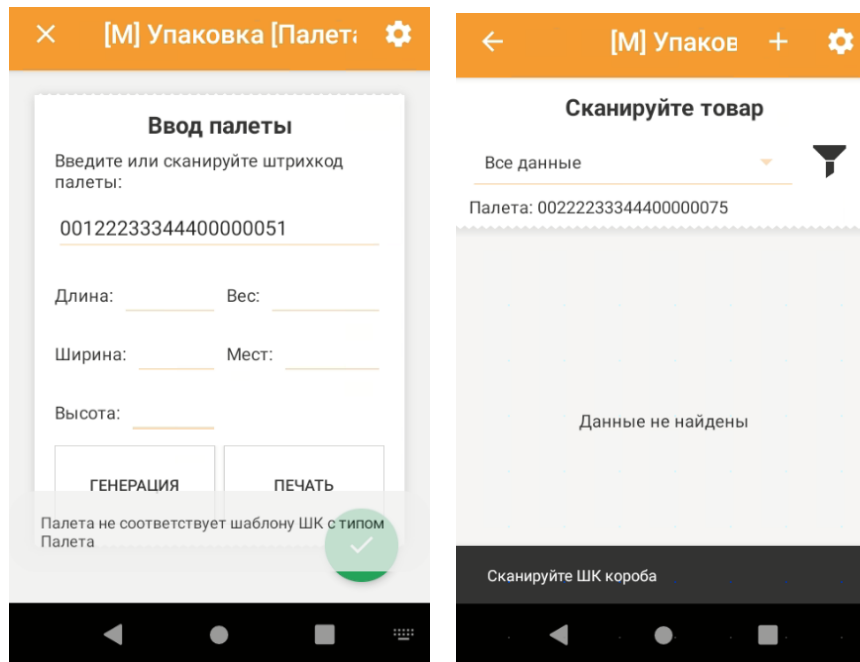 [М] Упаковка [Палета
Ввод палеты
Введите или сканируйте штрихкод
палеты:
00122233344400000051
Длина:
Вес:
Ширина:
Мест:
Высота:
ГЕНЕРАЦИЯ
ПЕЧАТЬ
Палета не соответствует шаблону ШК с типом
Палета
[М] Упаков
Сканируйте товар
Все данные
Палета: 00222233344400000075
Данные не найдены
Сканируйте ШК короба